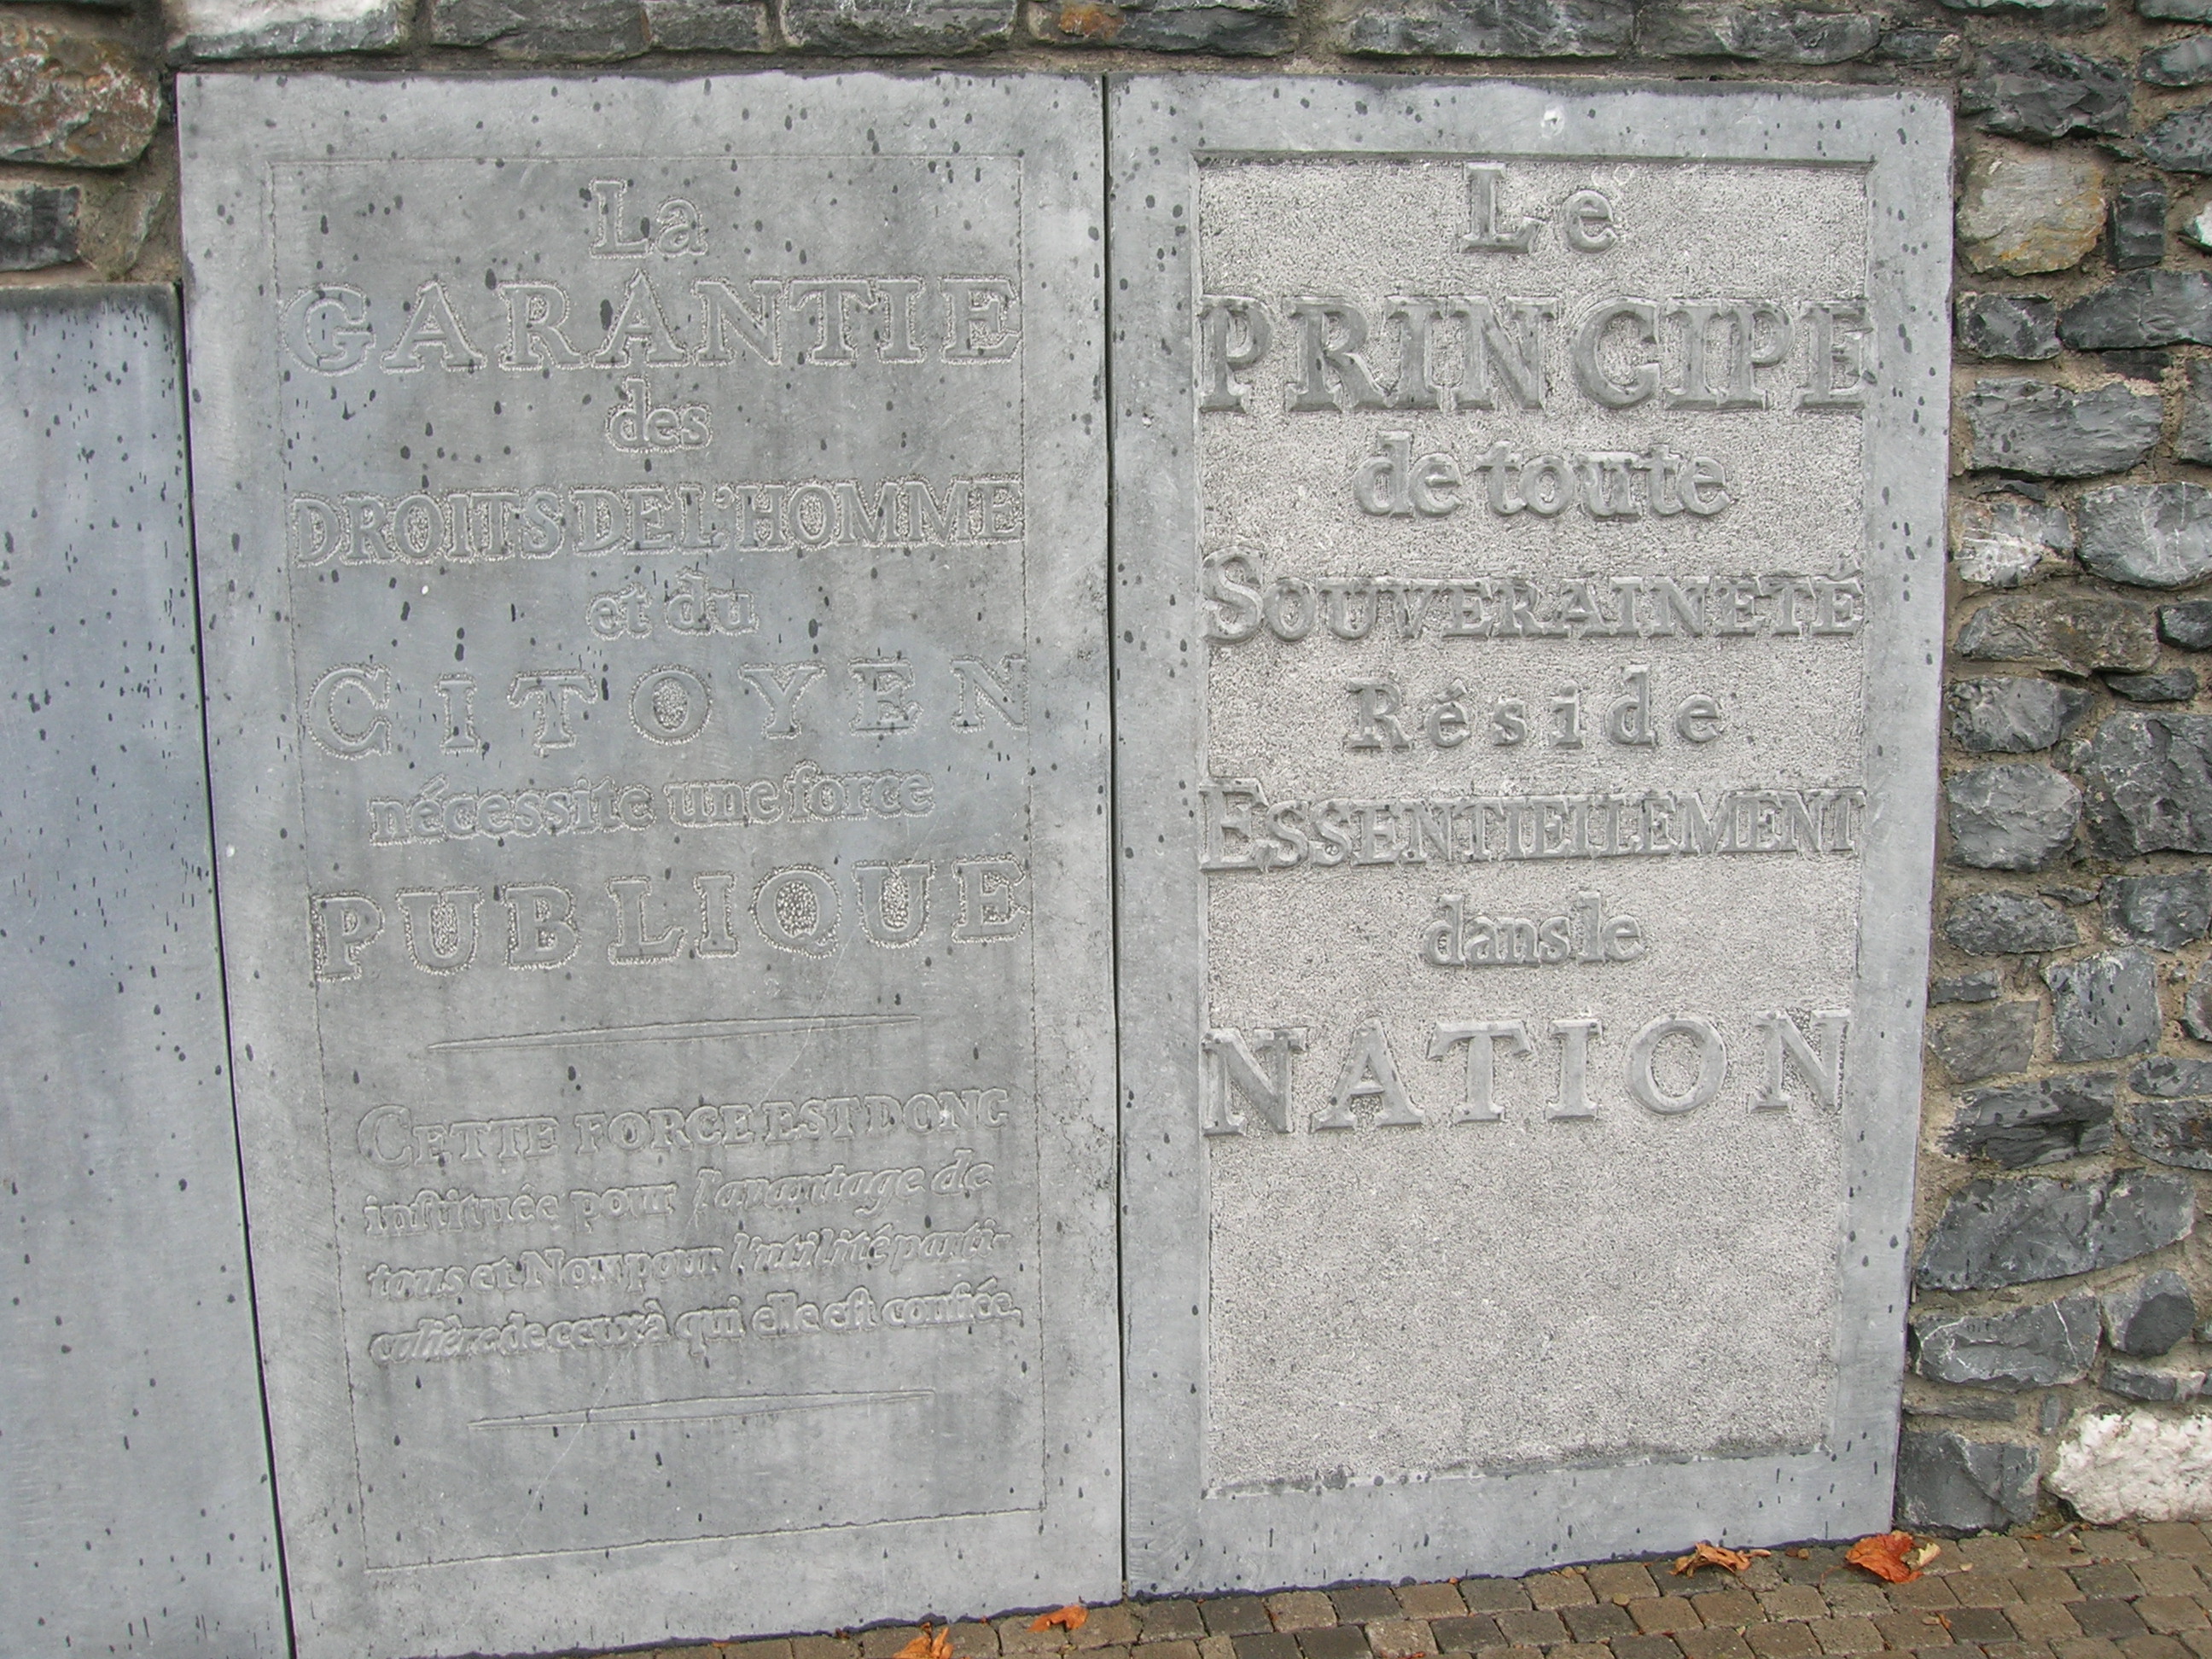 La
GARANTIE
des
DROITS DE L'HOMME
et du
CITOYEN
nécessite une force
PUBLIQUE
CETTE FORCE EST DONC
inſtituée pour l'avantage de
tous et Non pour l'utilité parti-
culière de ceux à qui elle eſt confiée.
Le
PRINCIPE
de toute
SOUVERAINETÉ
Réside
ESSENTIELLEMENT
dans le
NATION